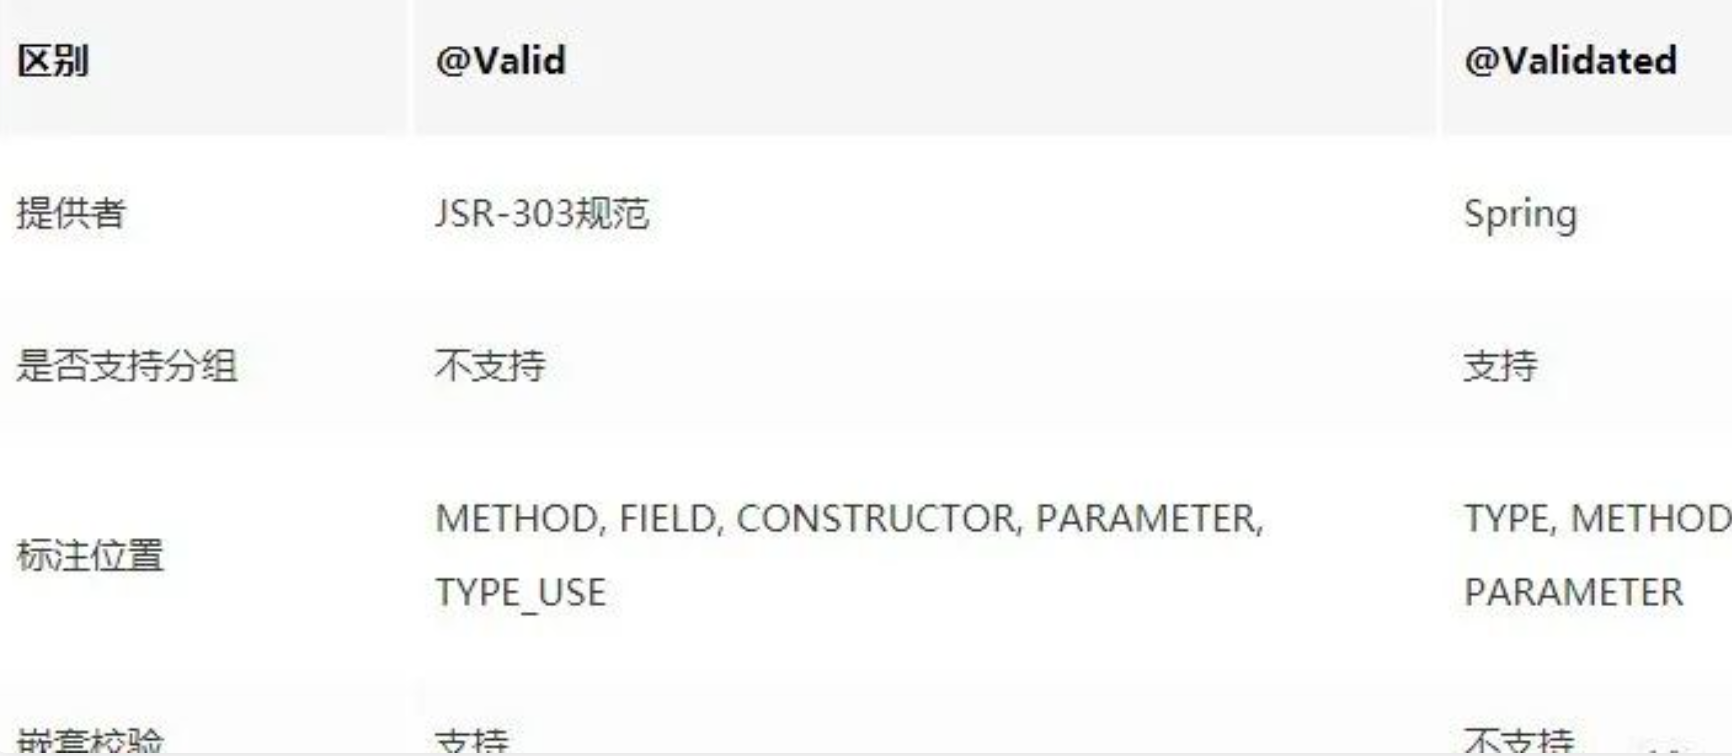 区别 @Valid @Validated
提供者 JSR-303规范 Spring
是否支持分组 不支持 支持
标注位置 METHOD, FIELD, CONSTRUCTOR, PARAMETER, TYPE_USE TYPE, METHOD PARAMETER
嵌套校验 支持 不支持